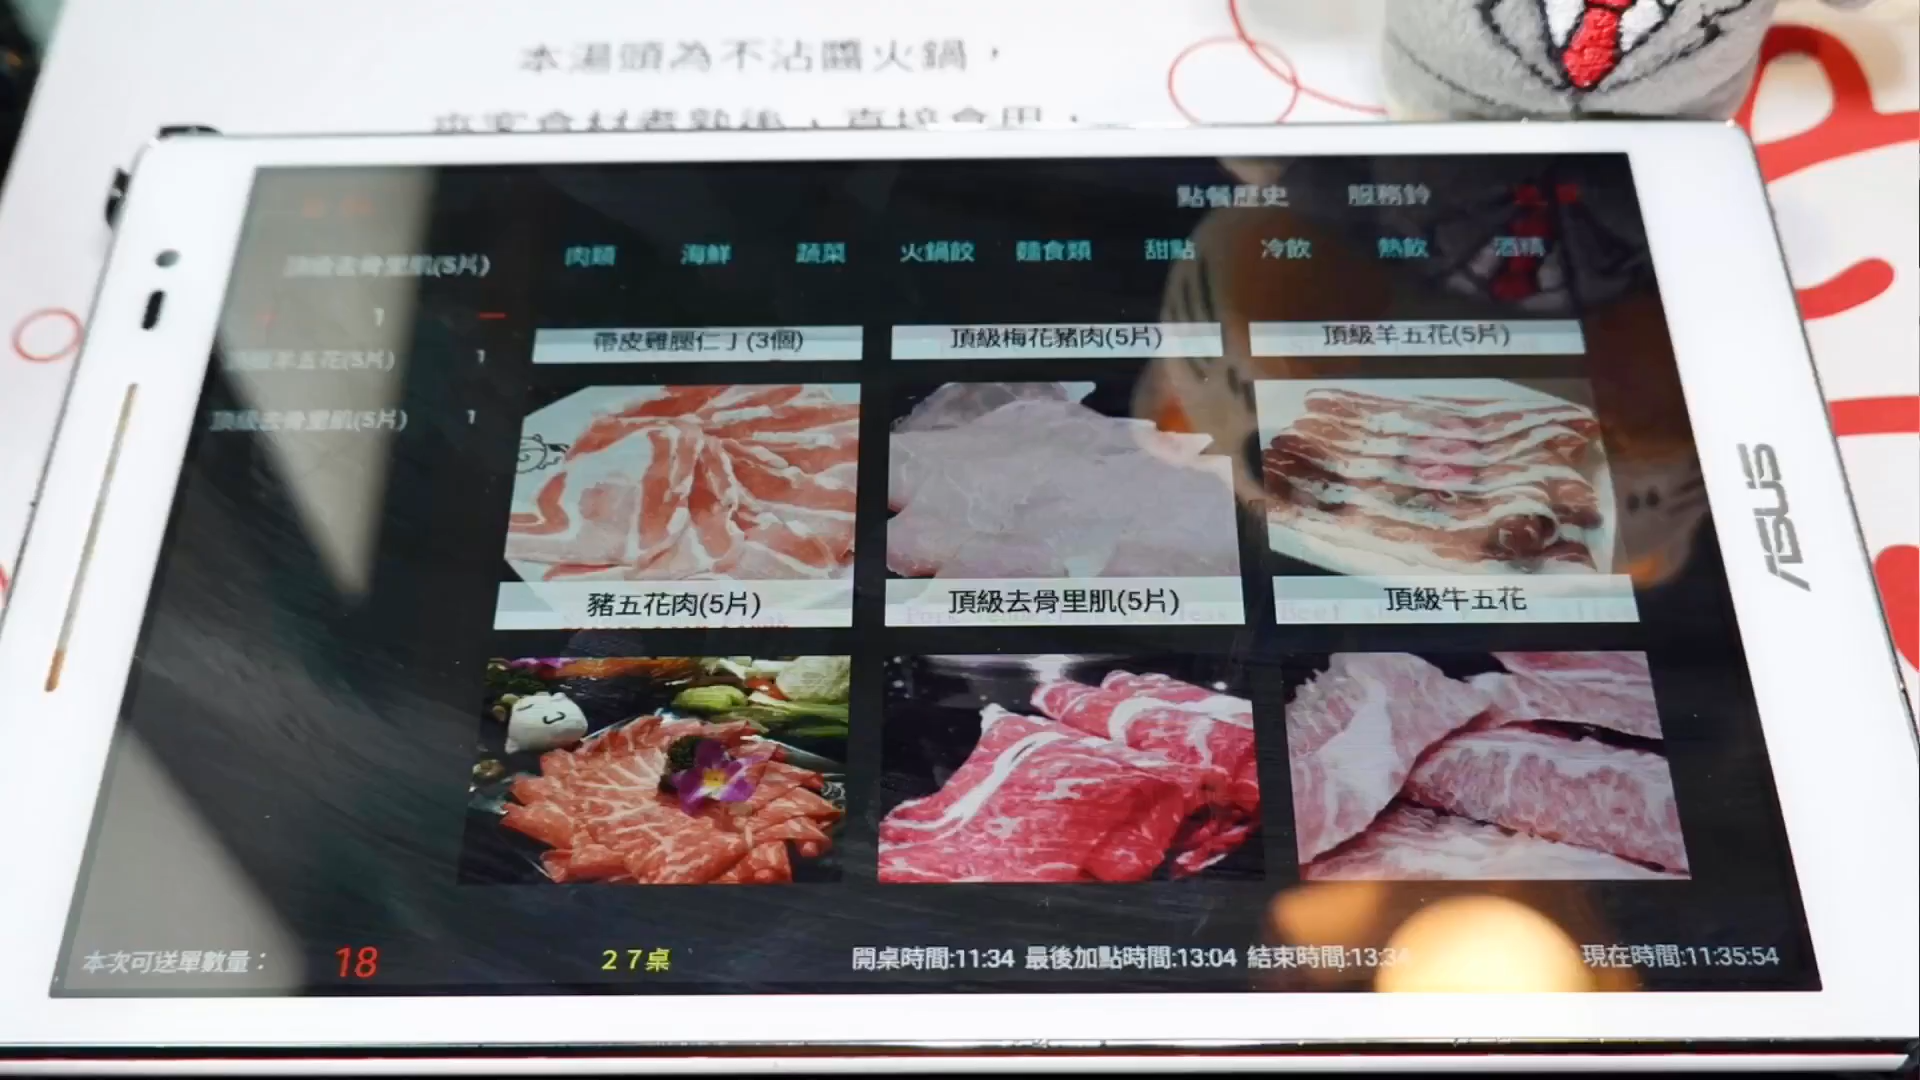 本湯頭為不沾醬火鍋，
點餐歷史 服務鈴
頂級去骨里肌(5片)
肉類 海鮮 蔬菜 火鍋餃 麵食類 甜點 冷飲 熱飲 酒精
1
帶皮雞腿仁丁(3個) 頂級梅花豬肉(5片) 頂級羊五花(5片)
頂級羊五花(5片) 1
頂級去骨里肌(5片) 1
豬五花肉(5片) 頂級去骨里肌(5片) 頂級牛五花
ASUS
本次可送單數量： 18 27桌 開桌時間:11:34 最後加點時間:13:04 結束時間:13:34 現在時間:11:35:54